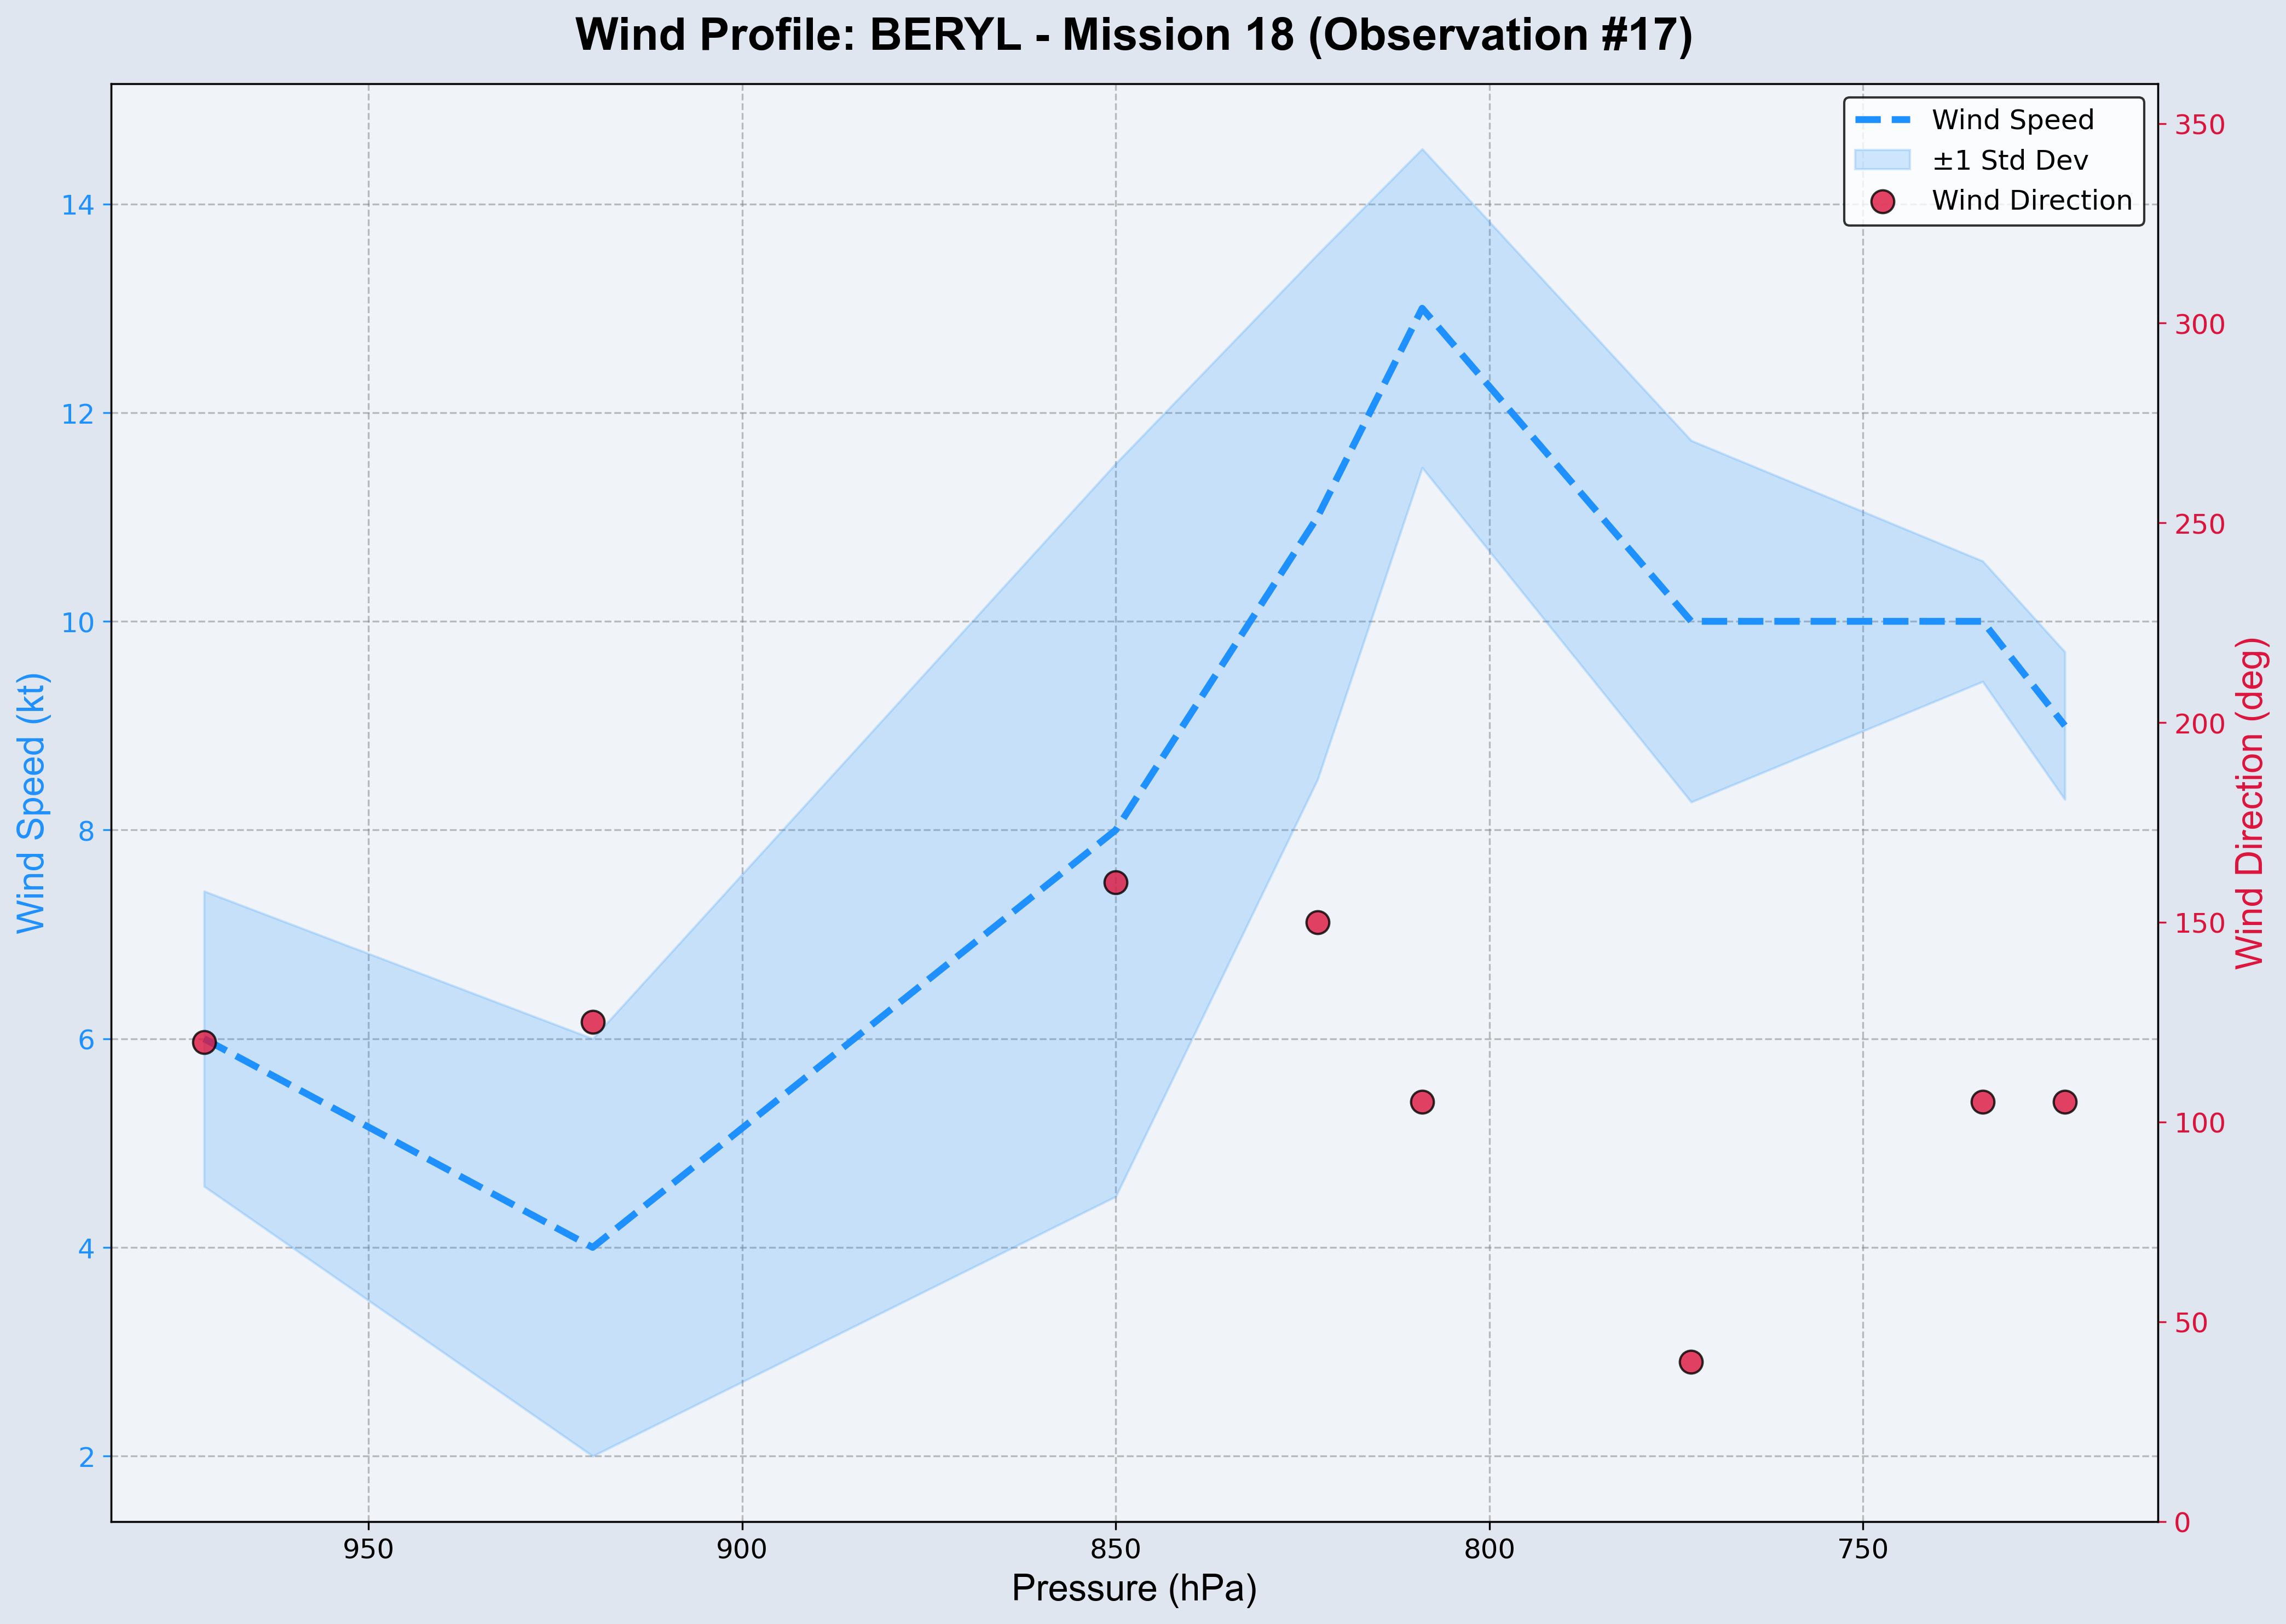 Wind Profile: BERYL - Mission 18 (Observation #17)
Wind Speed
±1 Std Dev
Wind Direction
Wind Speed (kt)
14
12
10
8
6
4
2
350
300
250
200
150
100
50
0
Wind Direction (deg)
950
900
850
800
750
Pressure (hPa)